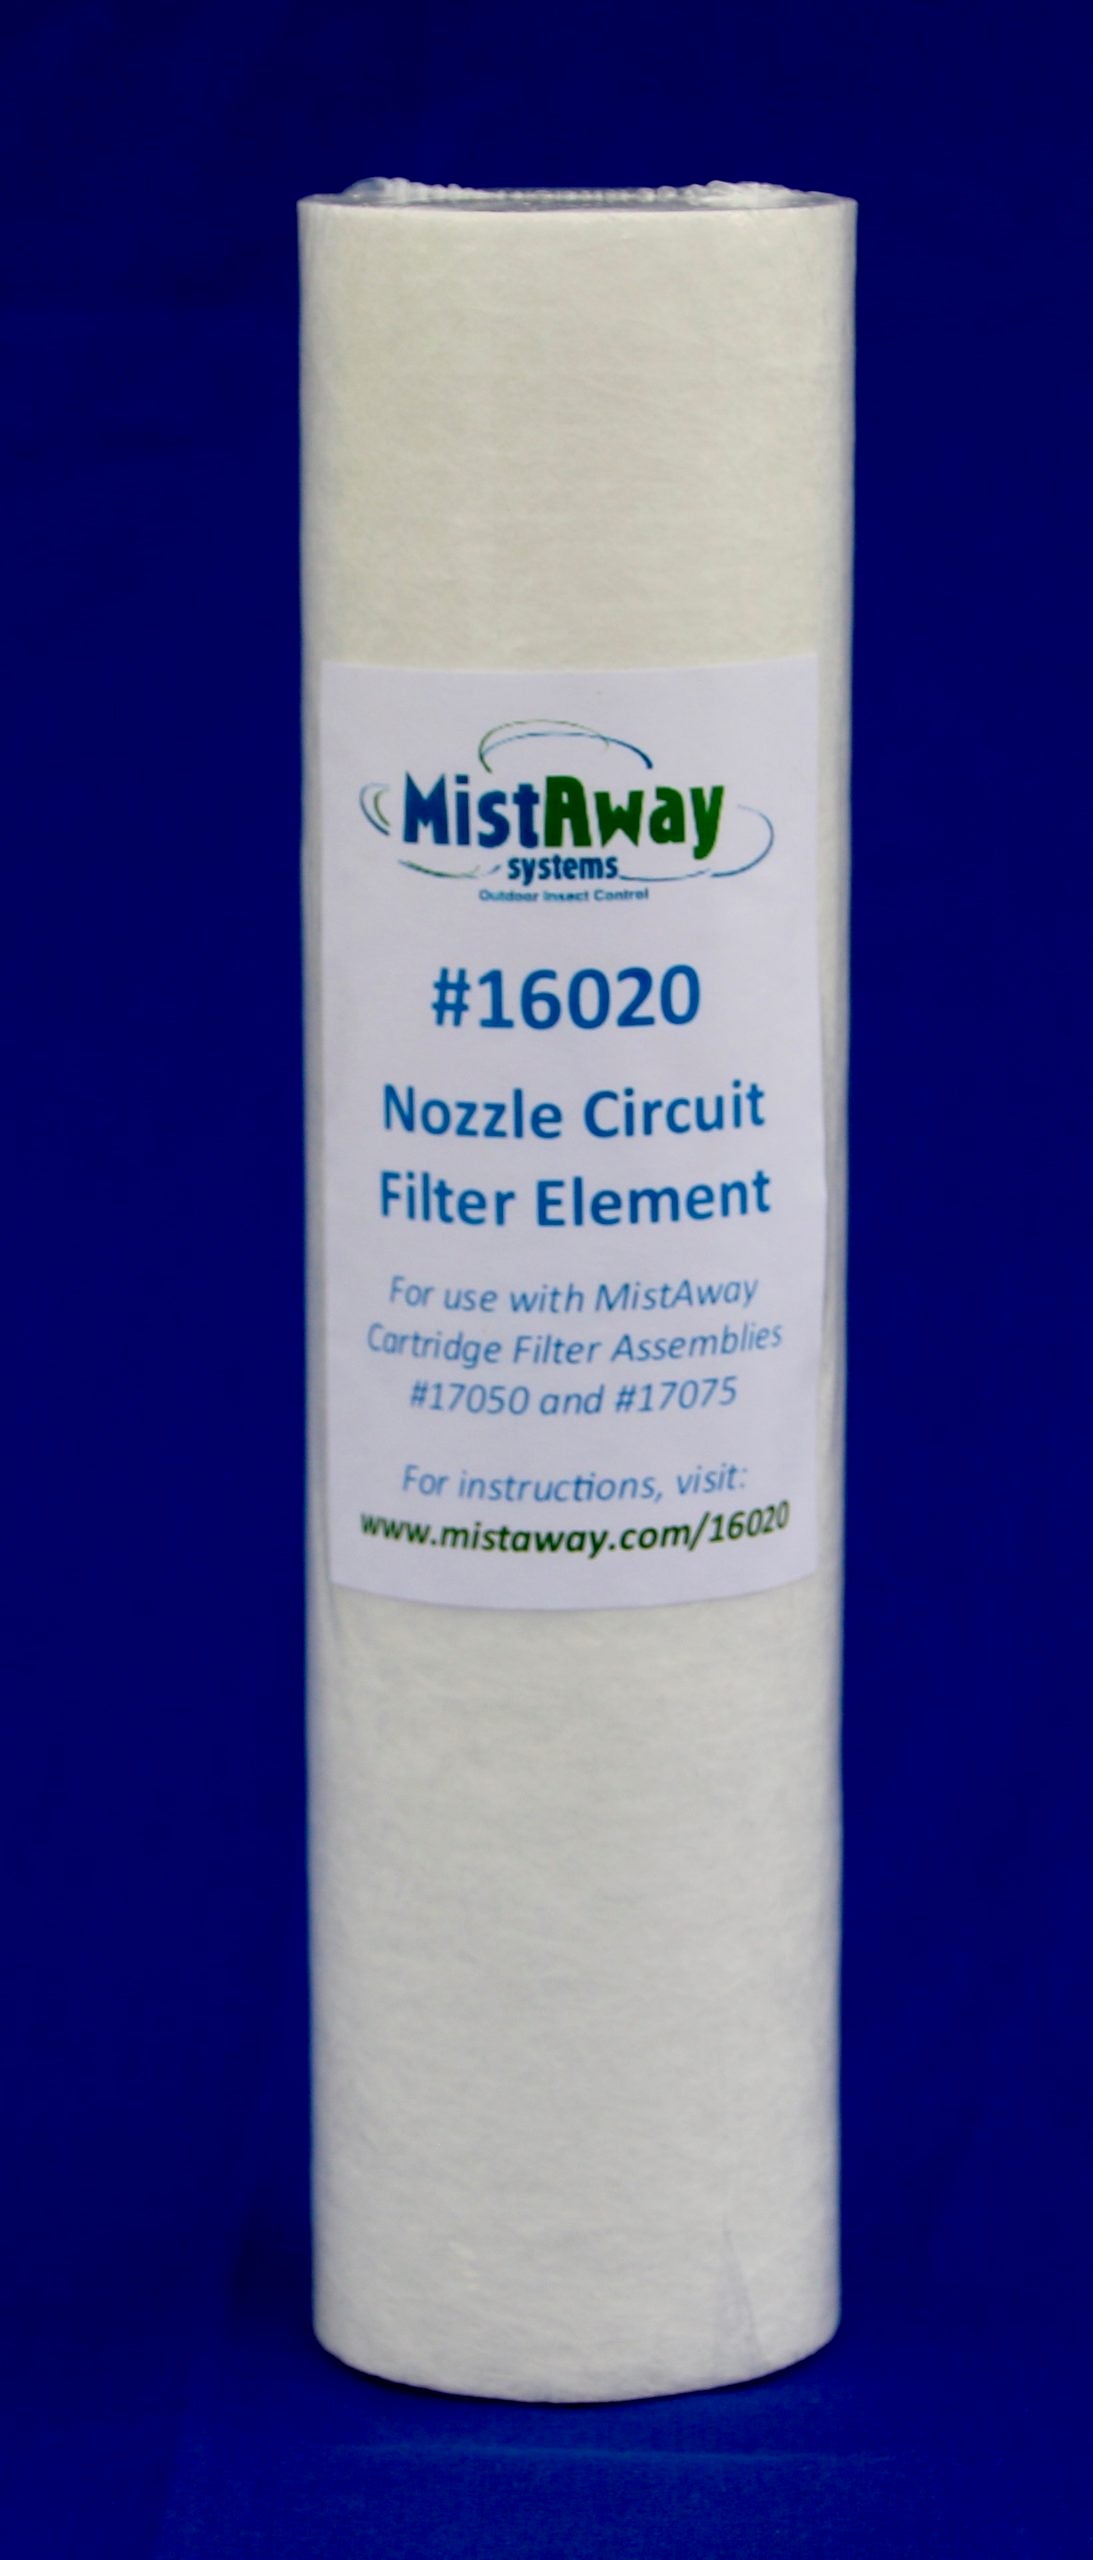 MistAway
systems
Outdoor Insect Control
#16020
Nozzle Circuit
Filter Element
For use with MistAway
Cartridge Filter Assemblies
#17050 and #17075
For instructions, visit:
www.mistaway.com/16020